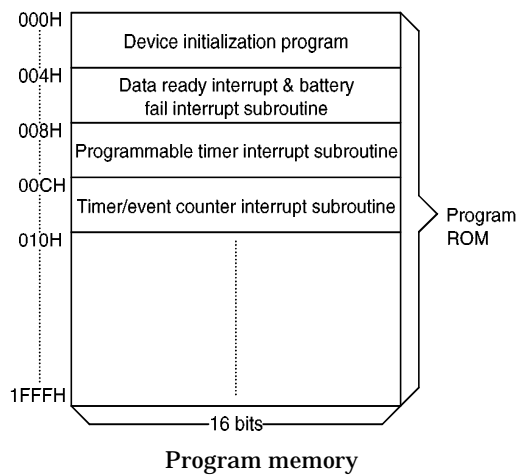 000H
Device initialization program
004H
Data ready interrupt & battery
fail interrupt subroutine
008H
Programmable timer interrupt subroutine
00CH
Timer/event counter interrupt subroutine
010H
Program
ROM
1FFFH
16 bits
Program memory